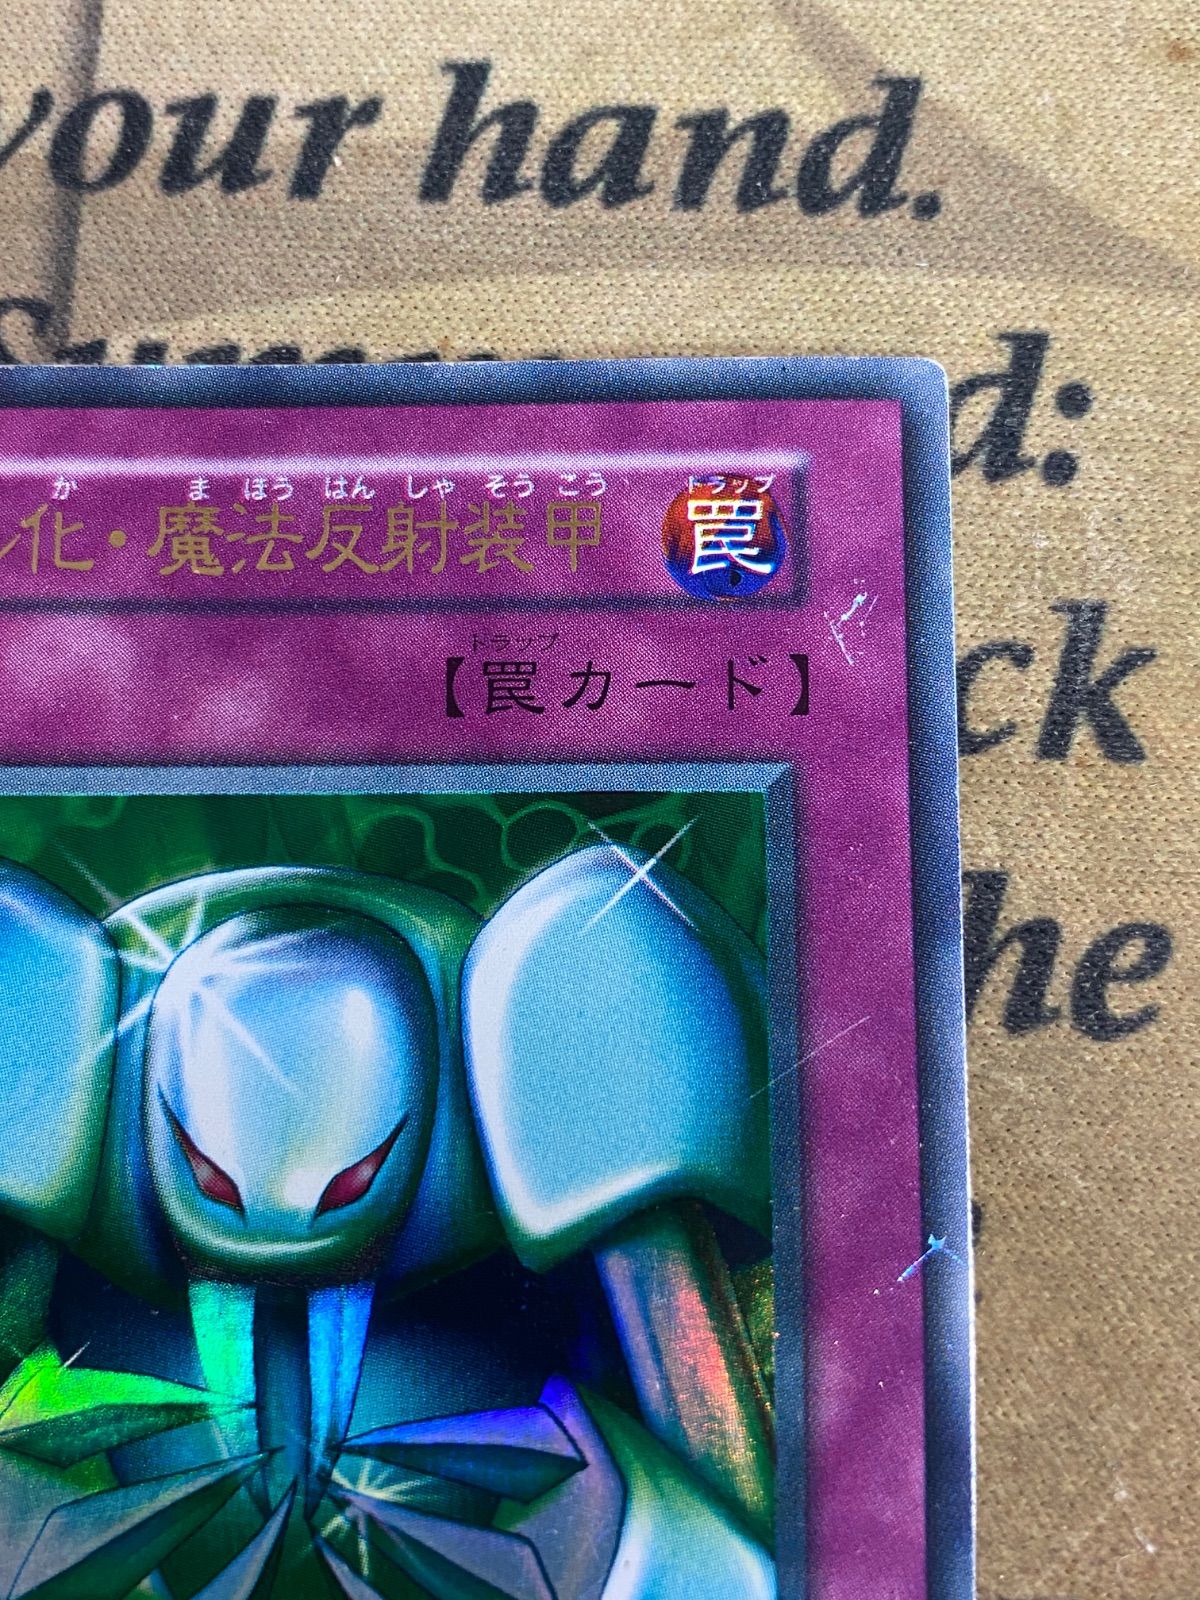 your hand.
d:
か ま ほう はん しゃ そう こう
化・魔法反射装甲
トラップ
罠
ck
トラップ
【罠カード】
he